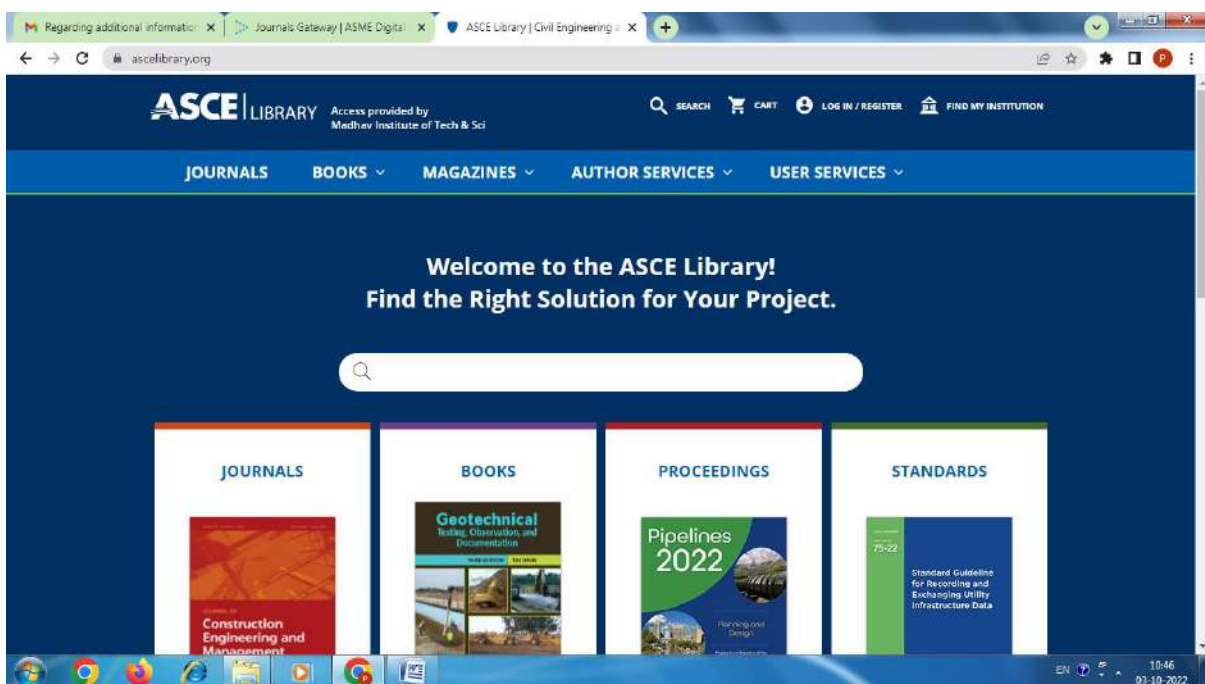 Regarding additional informatio
Journals Gateway | ASME Digital
ASCE Library | Civil Engineering a
ascelibrary.org
P
ASCE LIBRARY
Access provided by
Madhav Institute of Tech & Sci
SEARCH
CART
LOG IN / REGISTER
FIND MY INSTITUTION
JOURNALS
BOOKS
MAGAZINES
AUTHOR SERVICES
USER SERVICES
Welcome to the ASCE Library!
Find the Right Solution for Your Project.
JOURNALS
Construction
Engineering and
Management
BOOKS
Geotechnical
Testing, Observation, and
Documentation
PROCEEDINGS
Pipelines
2022
Planning and
Design
STANDARDS
75-22
Standard Guideline
for Recording and
Exchanging Utility
Infrastructure Data
EN
10:46
03-10-2022